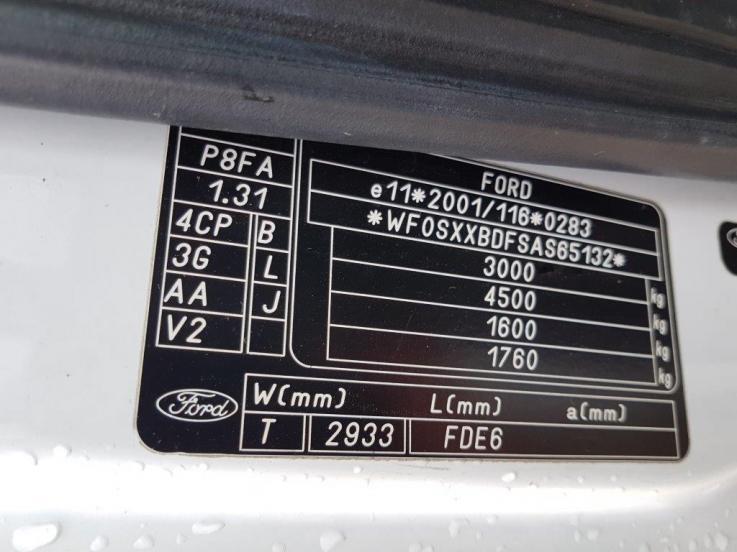 P8FA
1.31
4CP B
3G L
AA J
V2
FORD
e11*2001/116*0283
*WF0SXXBDFSAS65132*
3000 kg
4500 kg
1600 kg
1760 kg
Ford
W(mm) L(mm) a(mm)
T 2933 FDE6